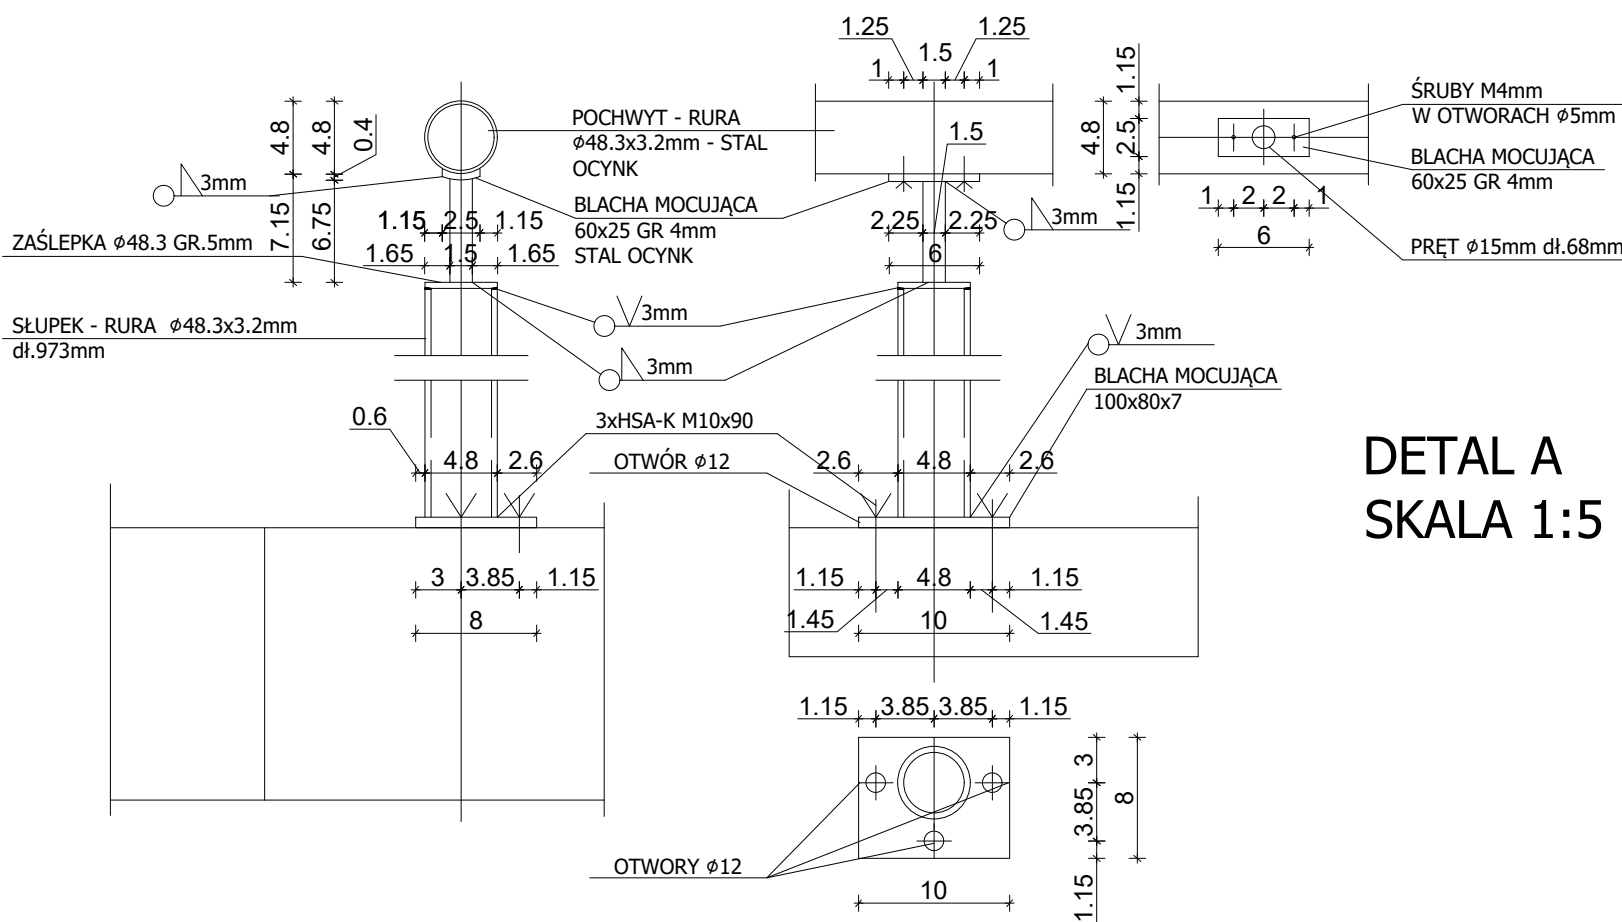 1.25
1.5
1.25
1
1
4.8
4.8
0.4
7.15
6.75
3mm
POCHWYT - RURA
ϕ48.3x3.2mm - STAL
OCYNK
BLACHA MOCUJĄCA
60x25 GR 4mm
STAL OCYNK
1.15
2.5
1.15
1.65
1.5
1.65
ZAŚLEPKA ϕ48.3 GR.5mm
SŁUPEK - RURA ϕ48.3x3.2mm
dł.973mm
4.8
1.5
2.25
2.25
6
3mm
1.15
2.5
1.15
ŚRUBY M4mm
W OTWORACH ϕ5mm
BLACHA MOCUJĄCA
60x25 GR 4mm
1
2
2
1
6
PRĘT ϕ15mm dł.68mm
3mm
3mm
3mm
BLACHA MOCUJĄCA
100x80x7
0.6
4.8
2.6
3xHSA-K M10x90
OTWÓR ϕ12
2.6
4.8
2.6
DETAL A
SKALA 1:5
3
3.85
1.15
8
1.15
4.8
1.15
1.45
10
1.45
1.15
3.85
3.85
1.15
3
3.85
8
1.15
OTWORY ϕ12
10